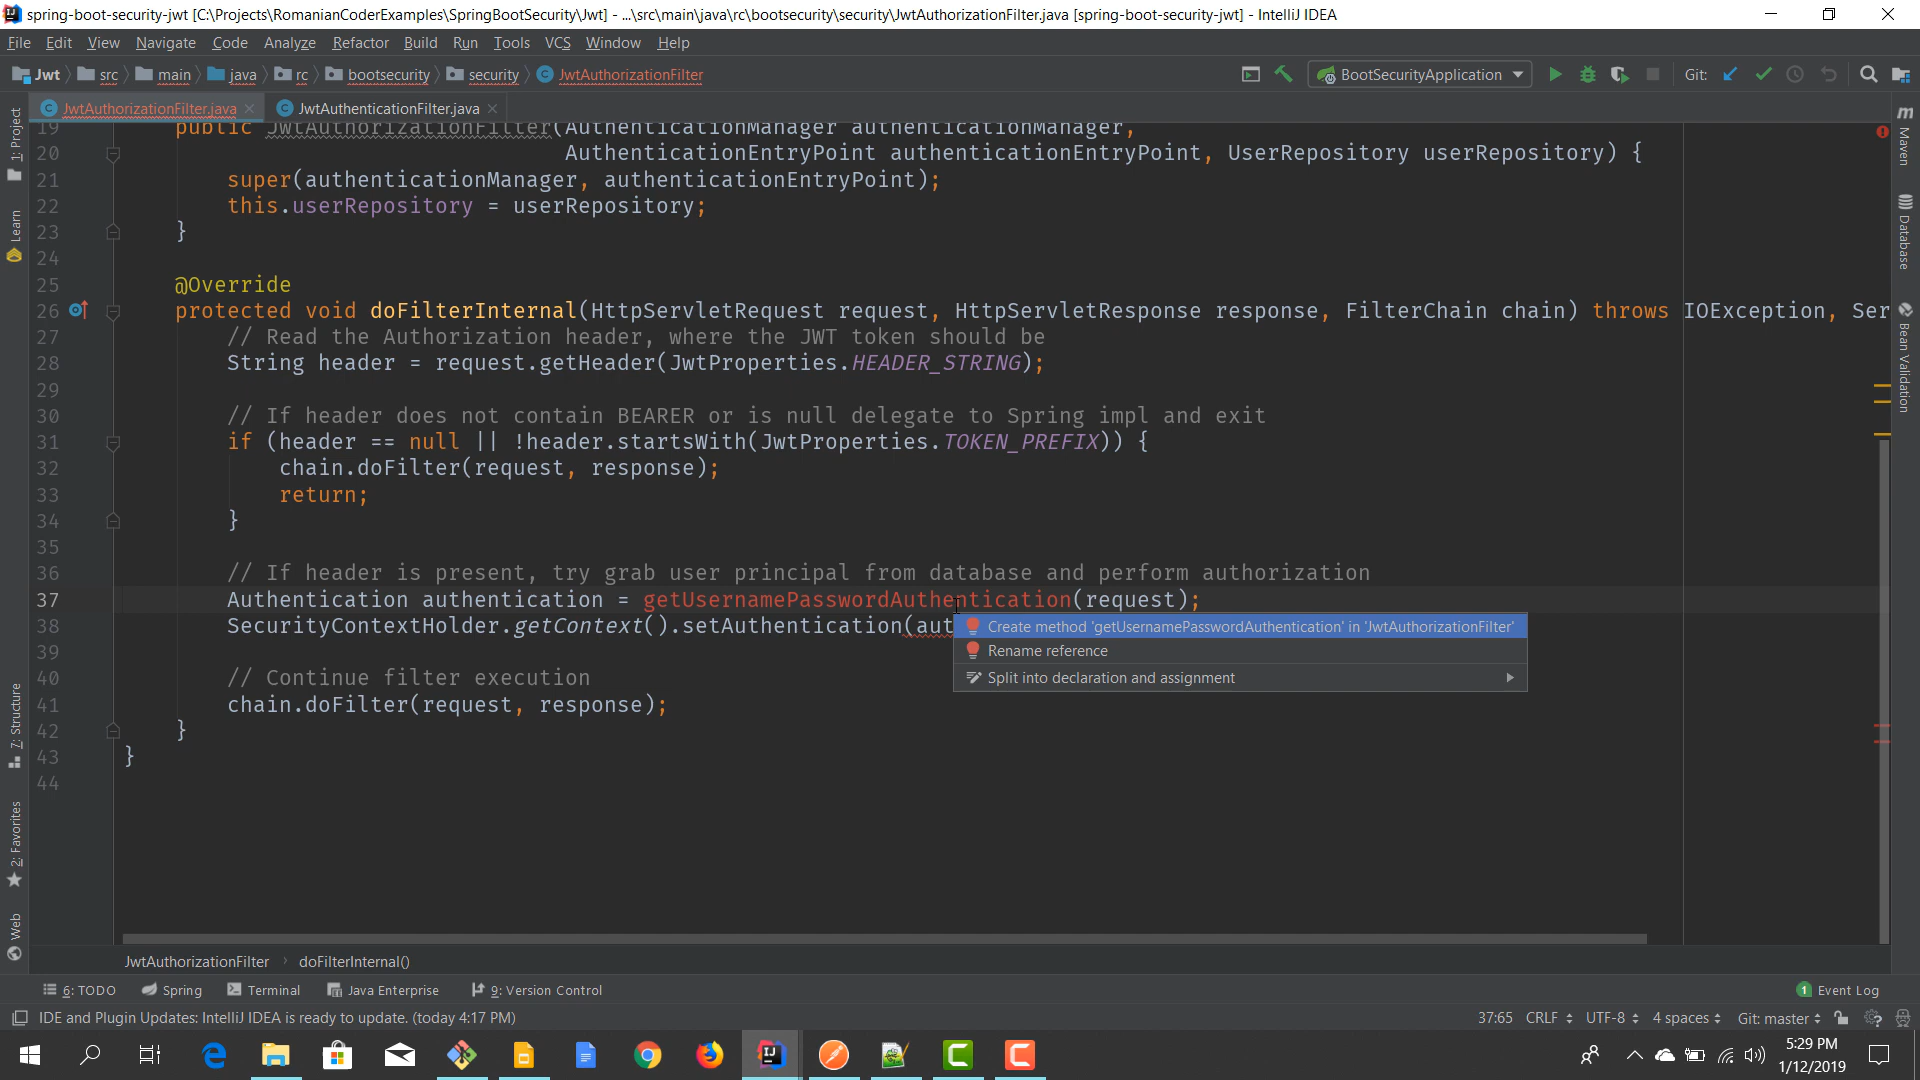 spring-boot-security-jwt [C:\Projects\RomanianCoderExamples\SpringBootSecurity\Jwt] - ...\src\main\java\rc\bootsecurity\security\JwtAuthorizationFilter.java [spring-boot-security-jwt] - IntelliJ IDEA
File Edit View Navigate Code Analyze Refactor Build Run Tools VCS Window Help
Jwt src main java rc bootsecurity security JwtAuthorizationFilter BootSecurityApplication Git:
JwtAuthorizationFilter.java JwtAuthenticationFilter.java
19 public JwtAuthorizationFilter(AuthenticationManager authenticationManager,
20 AuthenticationEntryPoint authenticationEntryPoint, UserRepository userRepository) {
21 super(authenticationManager, authenticationEntryPoint);
22 this.userRepository = userRepository;
23 }
24
25 @Override
26 protected void doFilterInternal(HttpServletRequest request, HttpServletResponse response, FilterChain chain) throws IOException, Ser
27 // Read the Authorization header, where the JWT token should be
28 String header = request.getHeader(JwtProperties.HEADER_STRING);
29
30 // If header does not contain BEARER or is null delegate to Spring impl and exit
31 if (header == null || !header.startsWith(JwtProperties.TOKEN_PREFIX)) {
32 chain.doFilter(request, response);
33 return;
34 }
35
36 // If header is present, try grab user principal from database and perform authorization
37 Authentication authentication = getUsernamePasswordAuthentication(request);
38 SecurityContextHolder.getContext().setAuthentication(aut
Create method 'getUsernamePasswordAuthentication' in 'JwtAuthorizationFilter'
Rename reference
Split into declaration and assignment
39
40 // Continue filter execution
41 chain.doFilter(request, response);
42 }
43 }
44
1: Project
Learn
7: Structure
2: Favorites
Web
m Maven
Database
Bean Validation
JwtAuthorizationFilter doFilterInternal()
6: TODO Spring Terminal Java Enterprise 9: Version Control 1 Event Log
IDE and Plugin Updates: IntelliJ IDEA is ready to update. (today 4:17 PM) 37:65 CRLF UTF-8 4 spaces Git: master
5:29 PM
1/12/2019